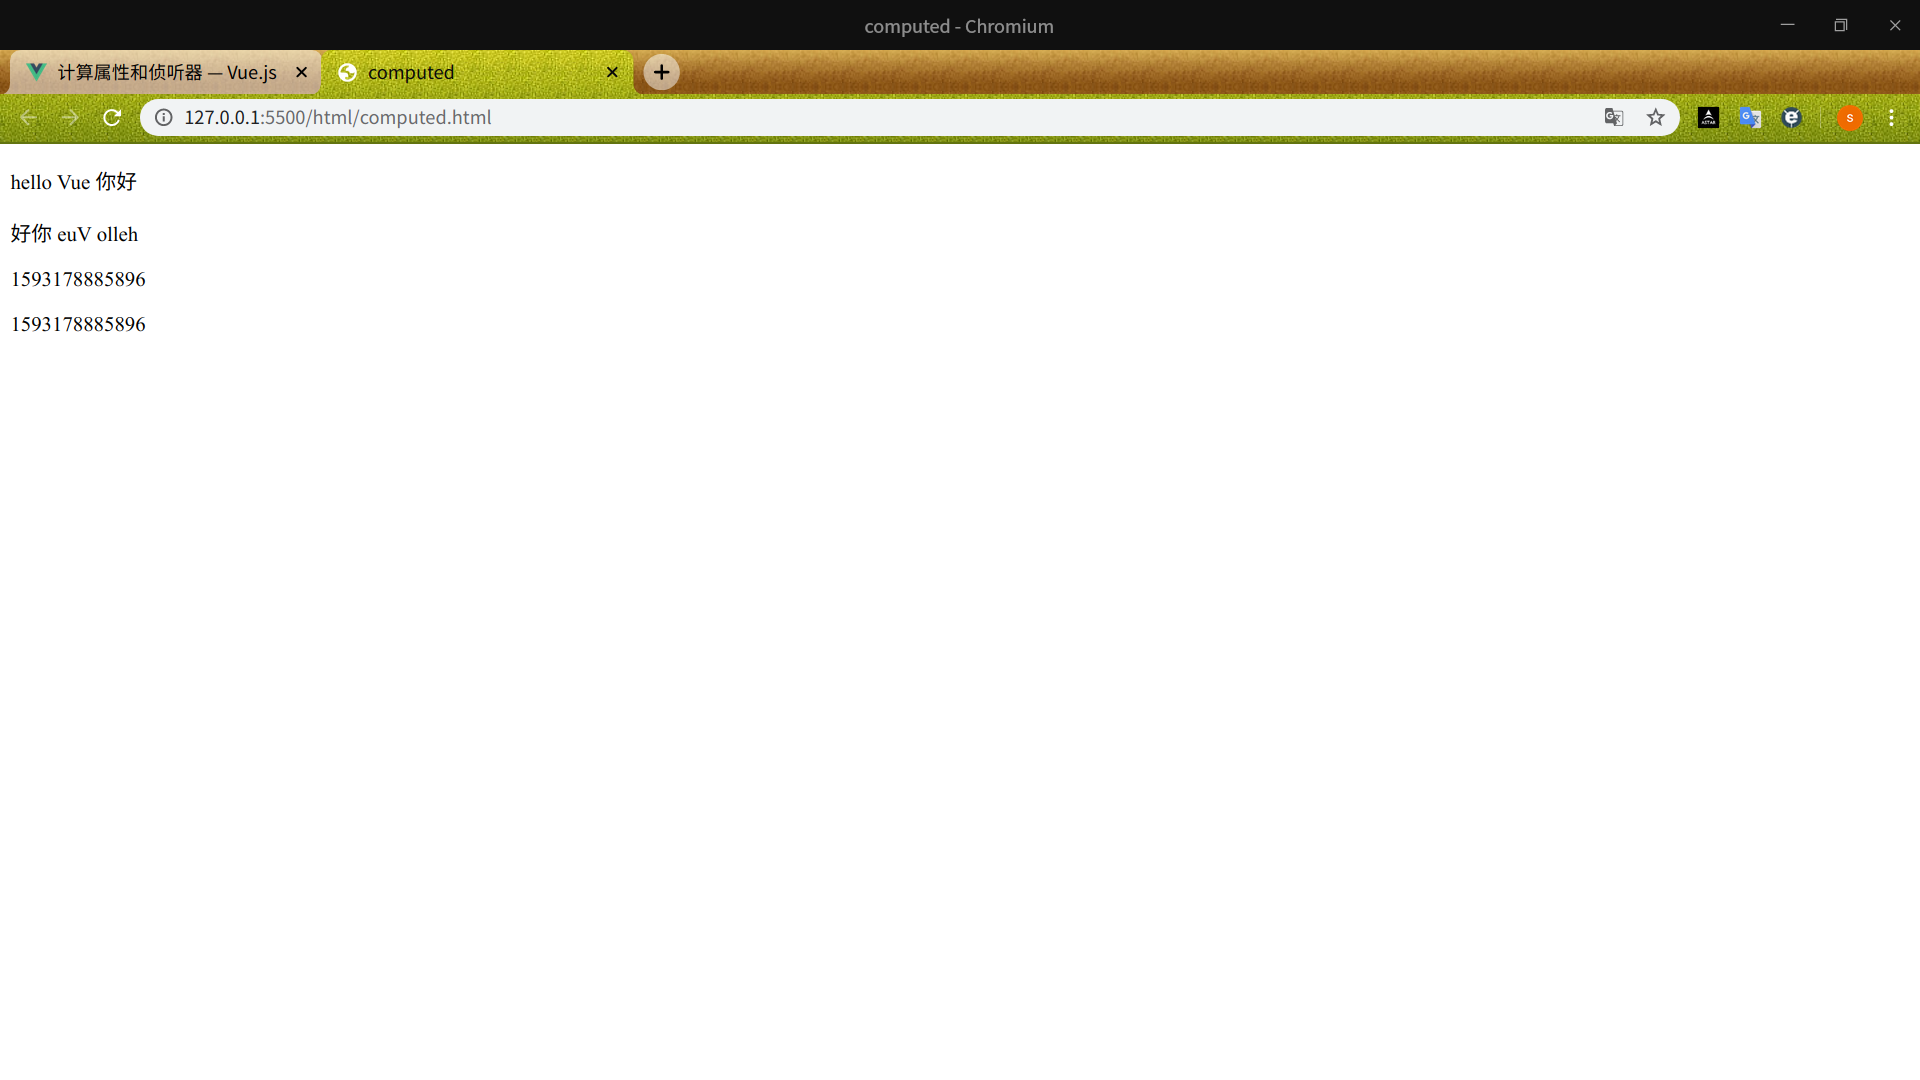 computed - Chromium
计算属性和侦听器 — Vue.js
computed
127.0.0.1:5500/html/computed.html
S
hello Vue 你好
好你 euV olleh
1593178885896
1593178885896